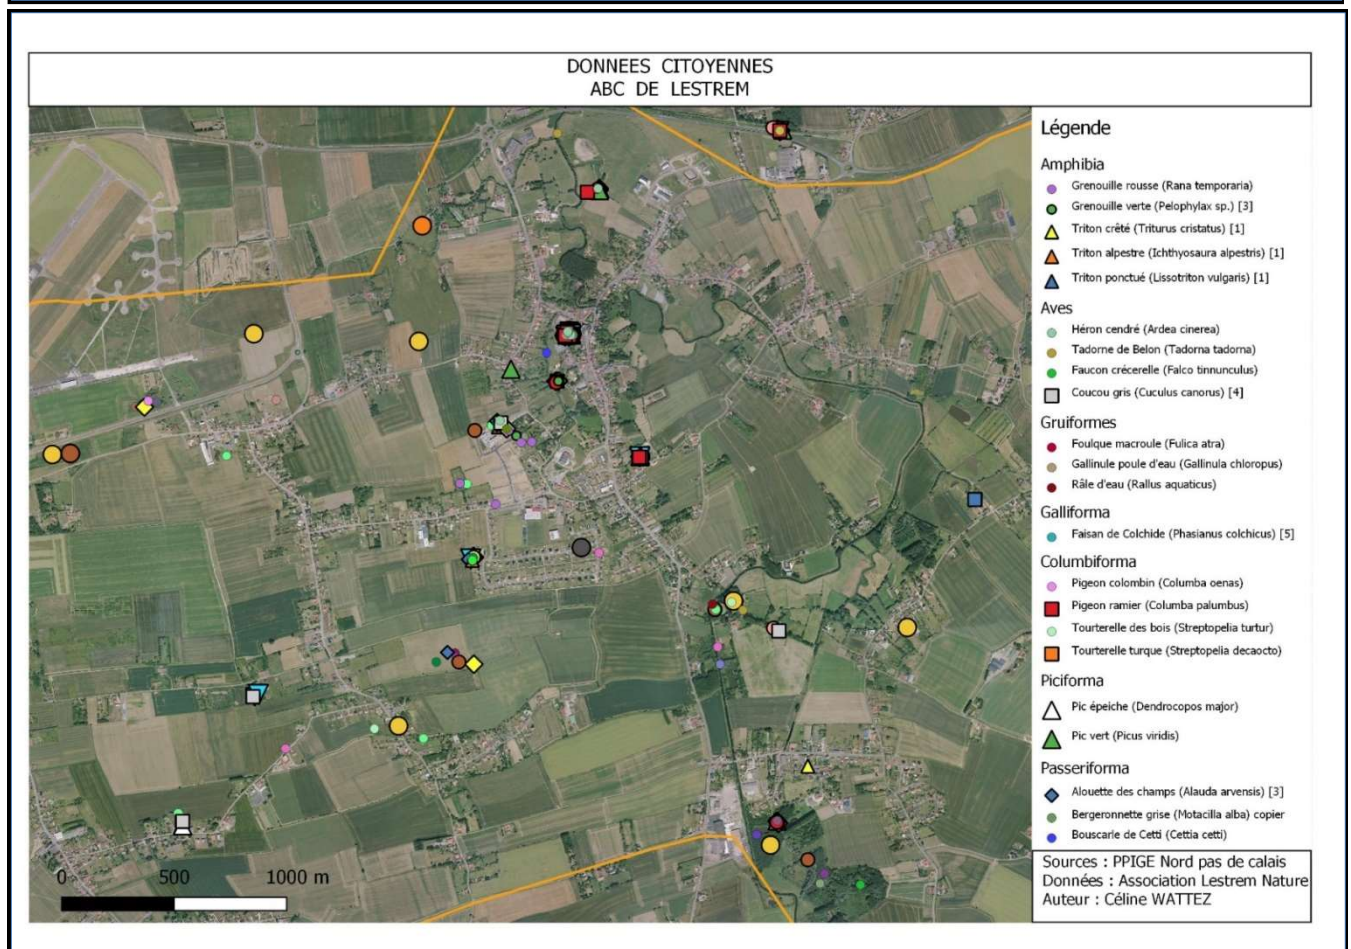 DONNEES CITOYENNES
ABC DE LESTREM
Légende
Amphibia
Grenouille rousse (Rana temporaria)
Grenouille verte (Pelophylax sp.) [3]
Triton crêté (Triturus cristatus) [1]
Triton alpestre (Ichthyosaura alpestris) [1]
Triton ponctué (Lissotriton vulgaris) [1]
Aves
Héron cendré (Ardea cinerea)
Tadorne de Belon (Tadorna tadorna)
Faucon crécerelle (Falco tinnunculus)
Coucou gris (Cuculus canorus) [4]
Gruiformes
Foulque macroule (Fulica atra)
Gallinule poule d'eau (Gallinula chloropus)
Râle d'eau (Rallus aquaticus)
Galliforma
Faisan de Colchide (Phasianus colchicus) [5]
Columbiforma
Pigeon colombin (Columba oenas)
Pigeon ramier (Columba palumbus)
Tourterelle des bois (Streptopelia turtur)
Tourterelle turque (Streptopelia decaocto)
Piciforma
Pic épeiche (Dendrocopos major)
Pic vert (Picus viridis)
Passeriforma
Alouette des champs (Alauda arvensis) [3]
Bergeronnette grise (Motacilla alba) copier
Bouscarle de Cetti (Cettia cetti)
Sources : PPIGE Nord pas de calais
Données : Association Lestrem Nature
Auteur : Céline WATTEZ
0 500 1000 m